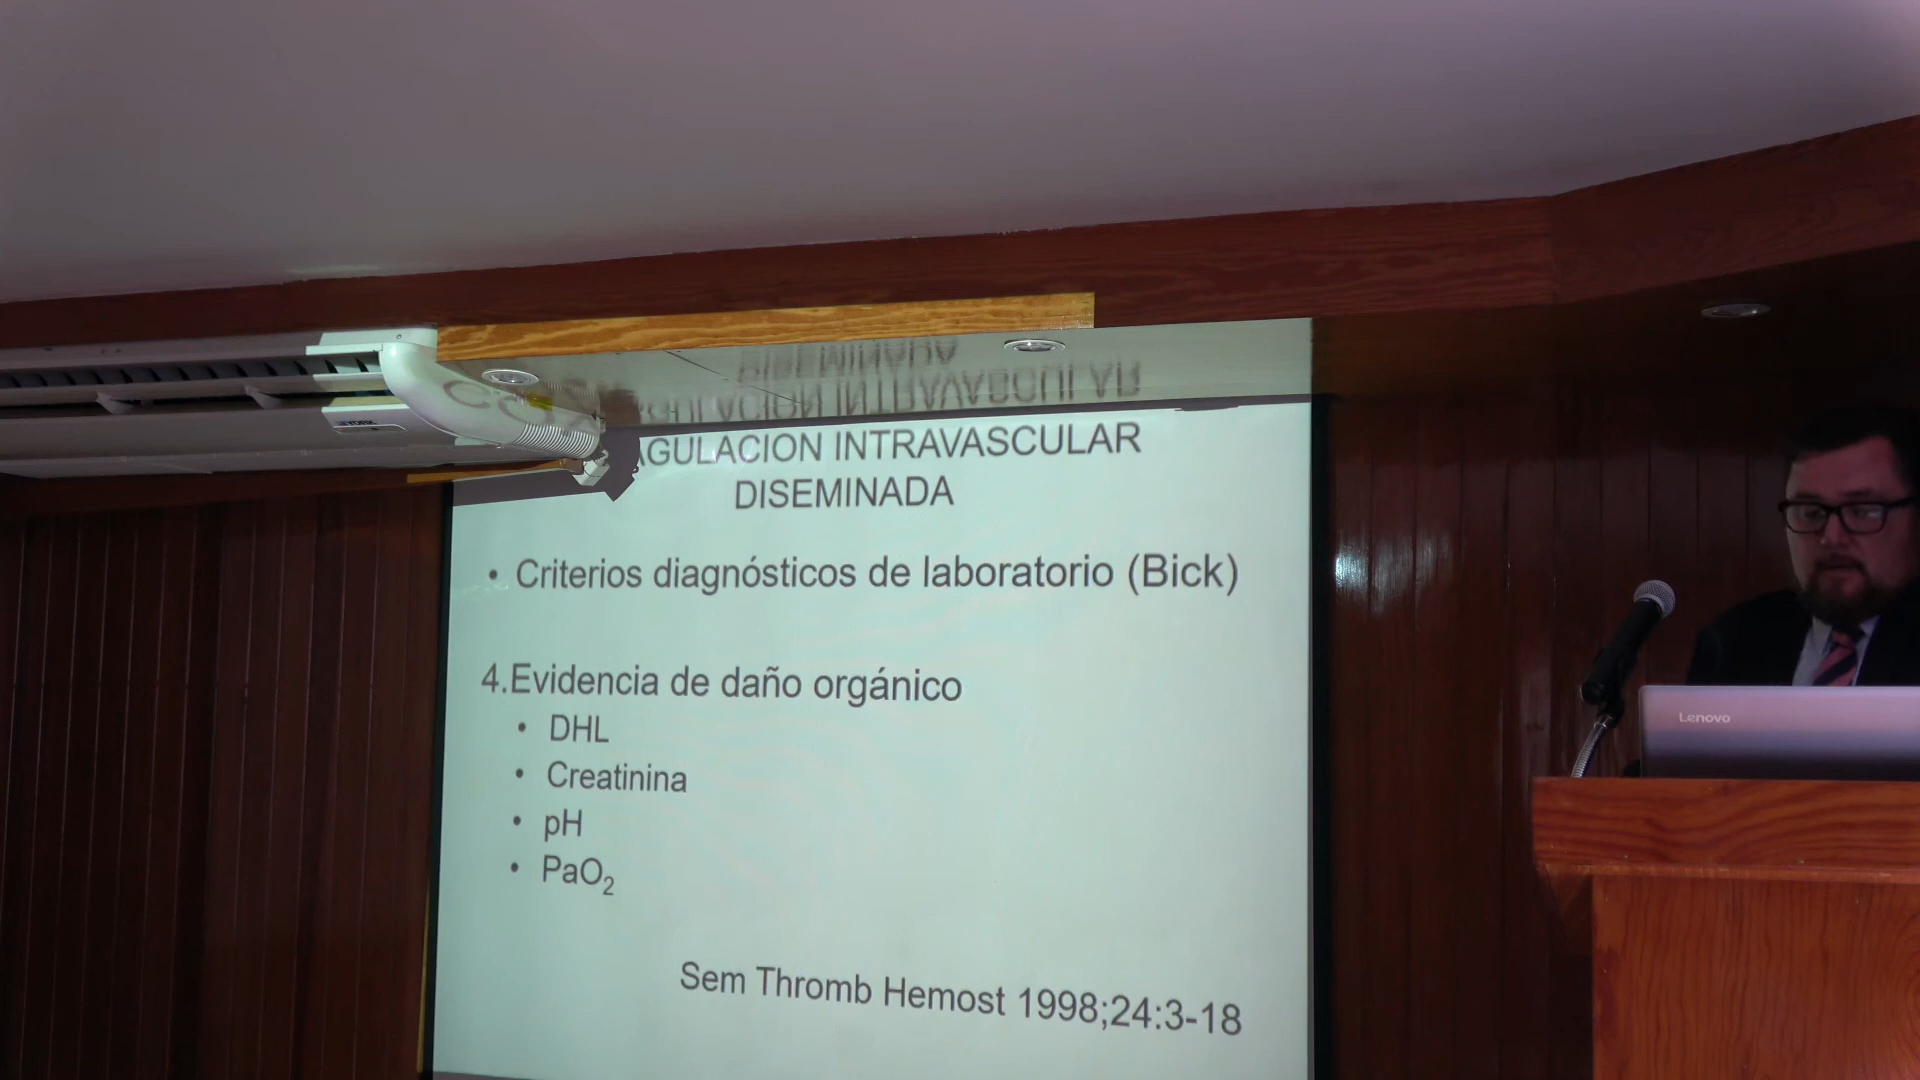 AGULACION INTRAVASCULAR
DISEMINADA
• Criterios diagnósticos de laboratorio (Bick)
4.Evidencia de daño orgánico
• DHL
• Creatinina
• pH
• PaO₂
Sem Thromb Hemost 1998;24:3-18
Lenovo
YORK